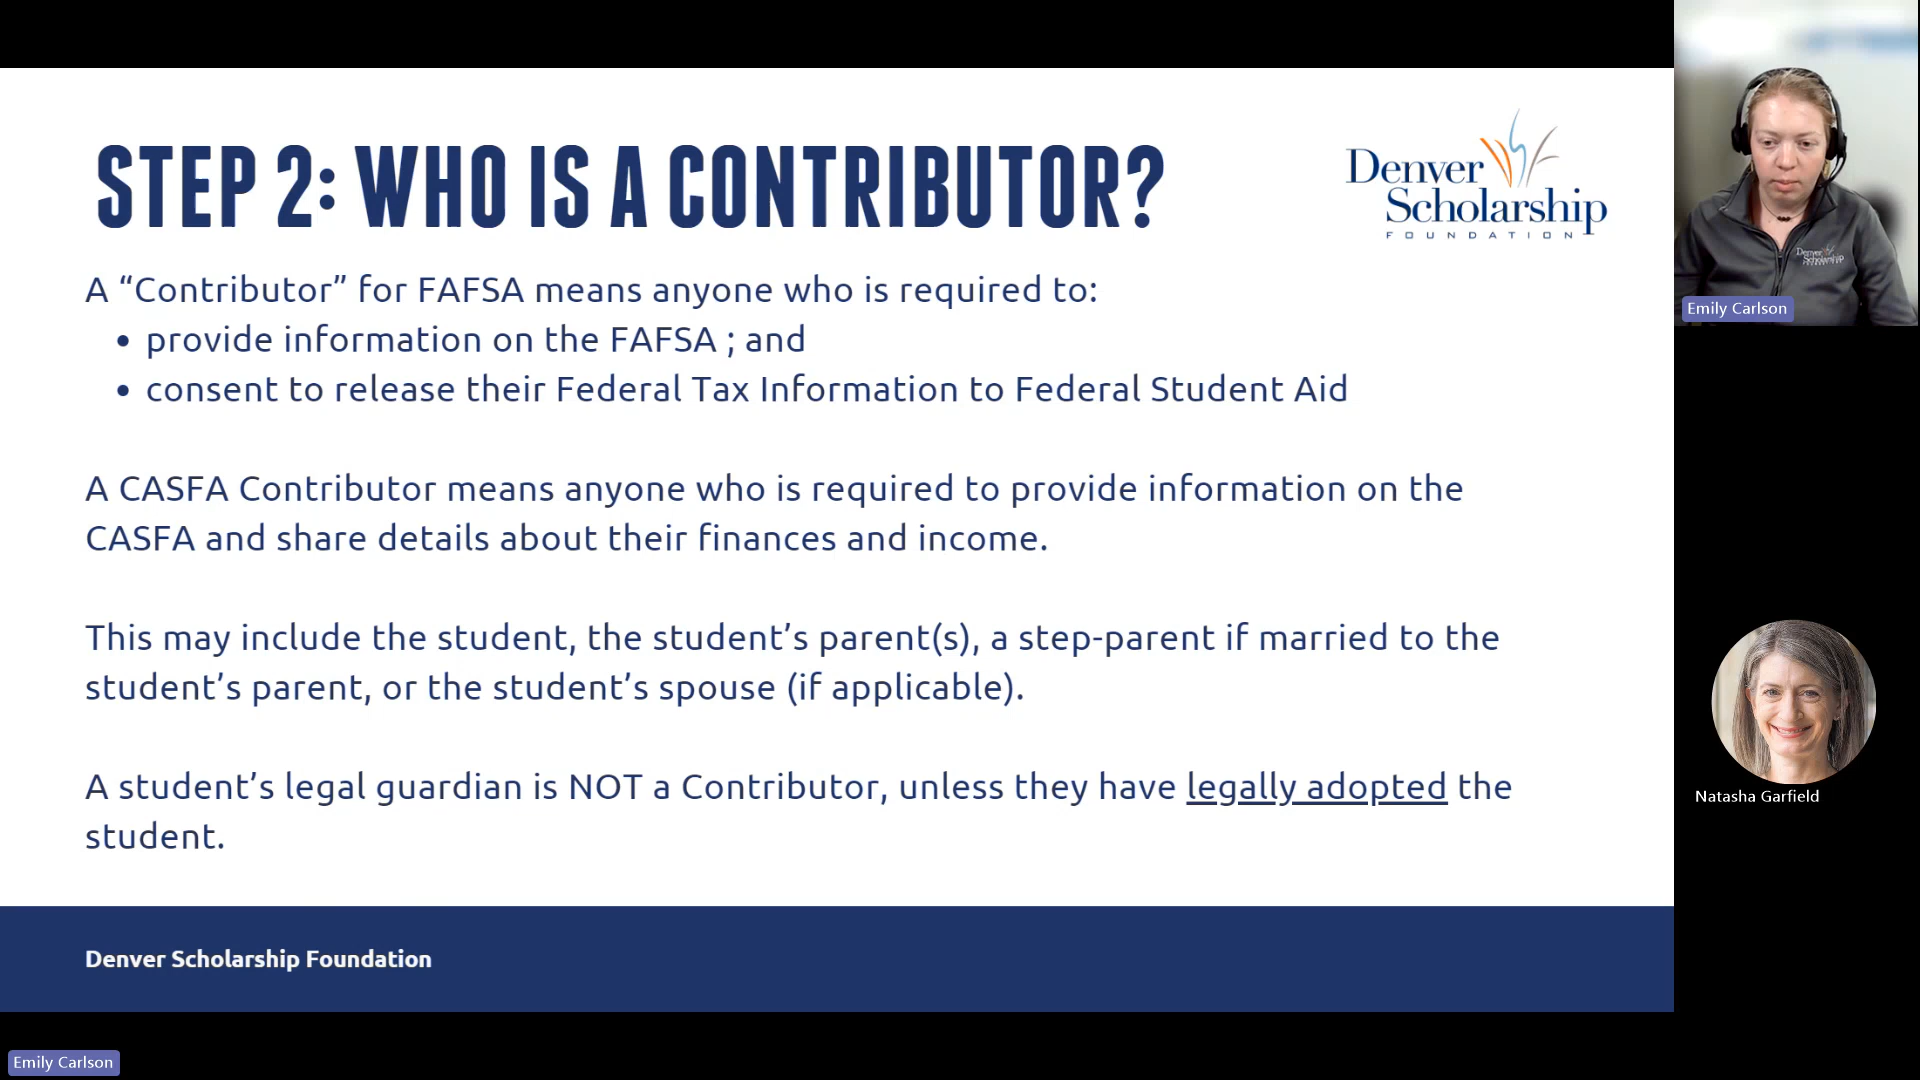 STEP 2: WHO IS A CONTRIBUTOR?
Denver
Scholarship
FOUNDATION
A “Contributor” for FAFSA means anyone who is required to:
• provide information on the FAFSA ; and
• consent to release their Federal Tax Information to Federal Student Aid
A CASFA Contributor means anyone who is required to provide information on the
CASFA and share details about their finances and income.
This may include the student, the student’s parent(s), a step-parent if married to the
student’s parent, or the student’s spouse (if applicable).
A student’s legal guardian is NOT a Contributor, unless they have legally adopted the
student.
Denver Scholarship Foundation
Denver
Scholarship
Emily Carlson
Natasha Garfield
Emily Carlson